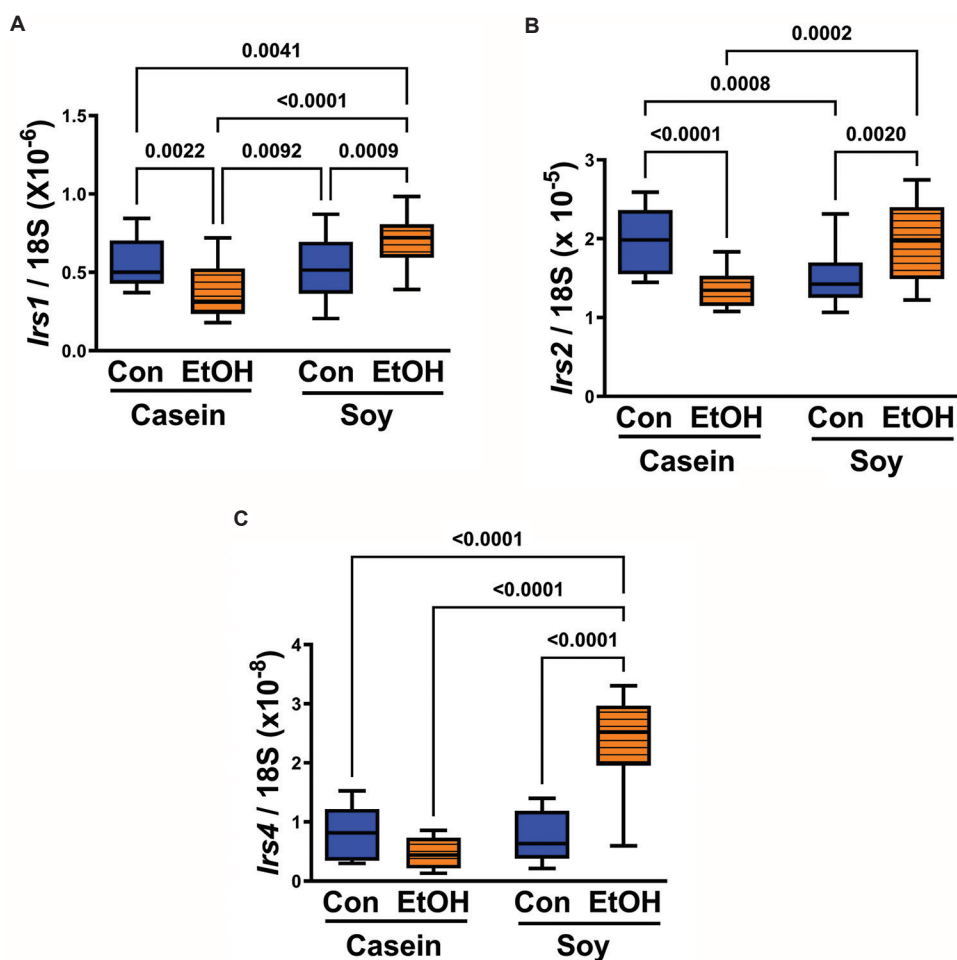 A
0.0041
<0.0001
0.0022 0.0092 0.0009
Irs1 / 18S (X10-6)
1.5
1.0
0.5
0.0
Con EtOH Con EtOH
Casein Soy
B
0.0002
0.0008
<0.0001 0.0020
Irs2 / 18S (x 10-5)
3
2
1
0
Con EtOH Con EtOH
Casein Soy
C
<0.0001
<0.0001
<0.0001
Irs4 / 18S (x10-8)
4
3
2
1
0
Con EtOH Con EtOH
Casein Soy